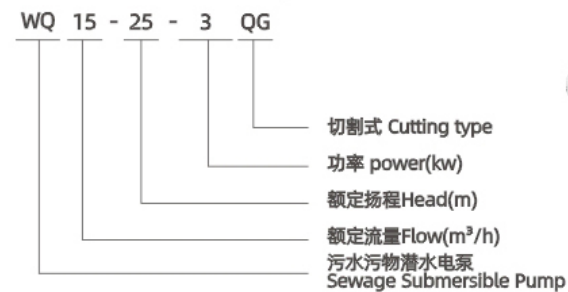 WQ 15 - 25 - 3 QG
切割式 Cutting type
功率 power(kw)
额定扬程Head(m)
额定流量Flow(m³/h)
污水污物潜水电泵
Sewage Submersible Pump